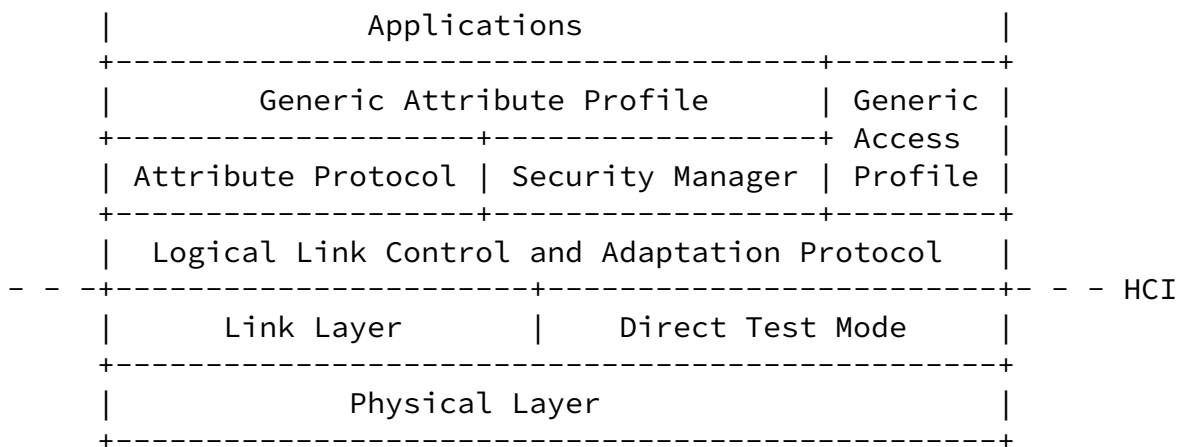 Applications
Generic Attribute Profile | Generic
Access
Attribute Protocol | Security Manager | Profile
Logical Link Control and Adaptation Protocol
HCI
Link Layer | Direct Test Mode
Physical Layer